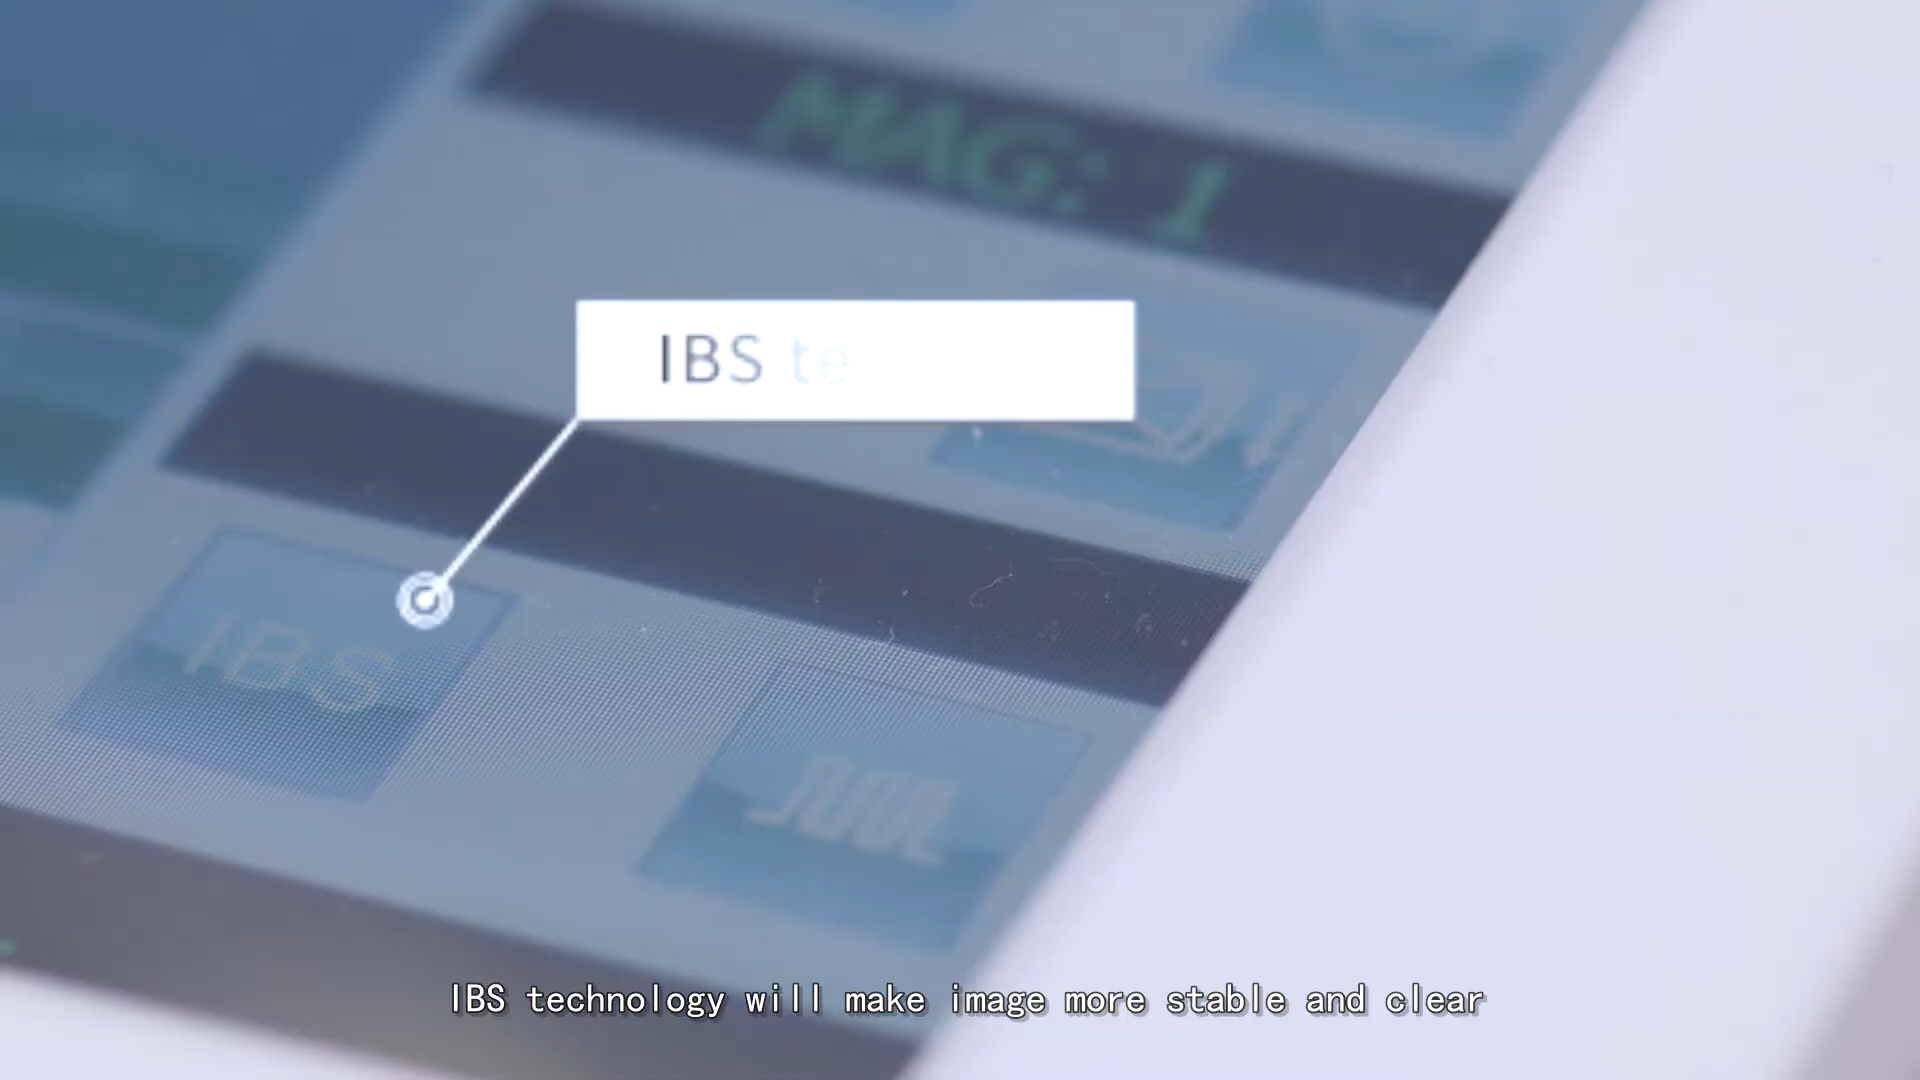 MAG: 1
IBS te
IBS
IBS technology will make image more stable and clear